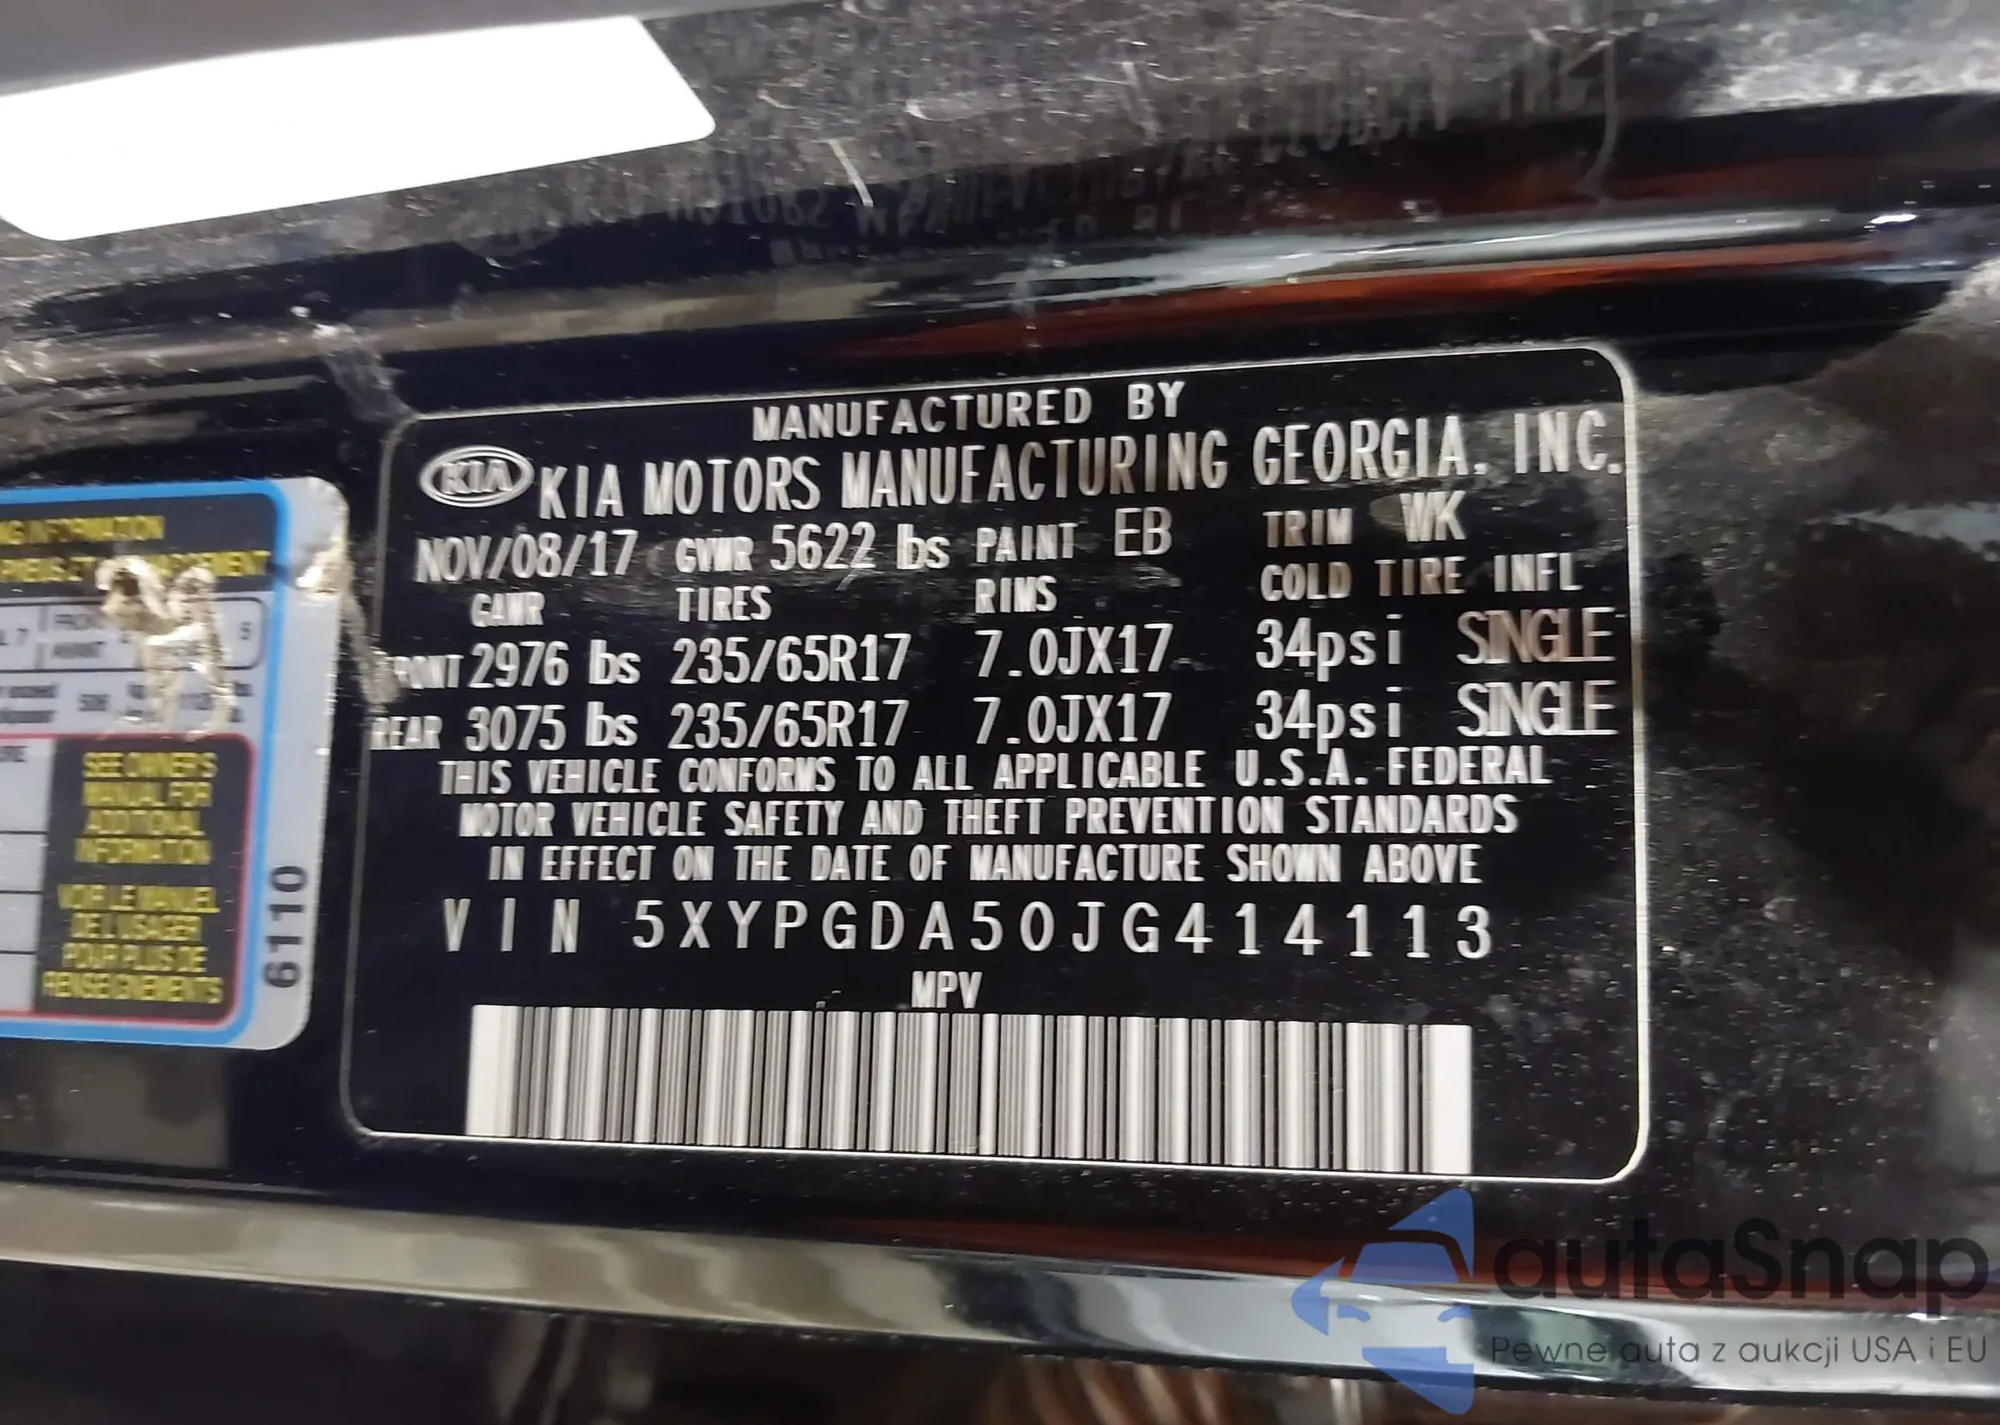 MANUFACTURED BY
KIA KIA MOTORS MANUFACTURING GEORGIA, INC.
NOV/08/17 GVWR 5622 lbs PAINT EB TRIM WK
GAWR TIRES RIMS COLD TIRE INFL
FRONT 2976 lbs 235/65R17 7.0JX17 34psi SINGLE
REAR 3075 lbs 235/65R17 7.0JX17 34psi SINGLE
THIS VEHICLE CONFORMS TO ALL APPLICABLE U.S.A. FEDERAL
MOTOR VEHICLE SAFETY AND THEFT PREVENTION STANDARDS
IN EFFECT ON THE DATE OF MANUFACTURE SHOWN ABOVE
VIN 5XYPGDA50JG414113
MPV
INFORMATION
SEE OWNER'S
MANUAL FOR
ADDITIONAL
INFORMATION
VOIR LE MANUEL
DE L'USAGER
POUR PLUS DE
RENSEIGNEMENTS
6110
autaSnap
Pewne auta z aukcji USA i EU